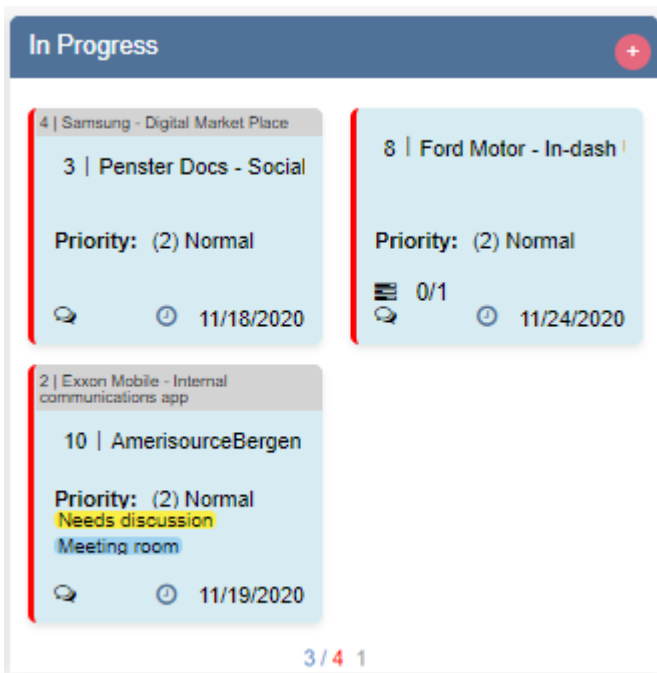 In Progress
+
4 | Samsung - Digital Market Place
3 | Penster Docs - Social
Priority: (2) Normal
11/18/2020
8 | Ford Motor - In-dash
Priority: (2) Normal
0/1
11/24/2020
2 | Exxon Mobile - Internal
communications app
10 | AmerisourceBergen
Priority: (2) Normal
Needs discussion
Meeting room
11/19/2020
3 / 4 1